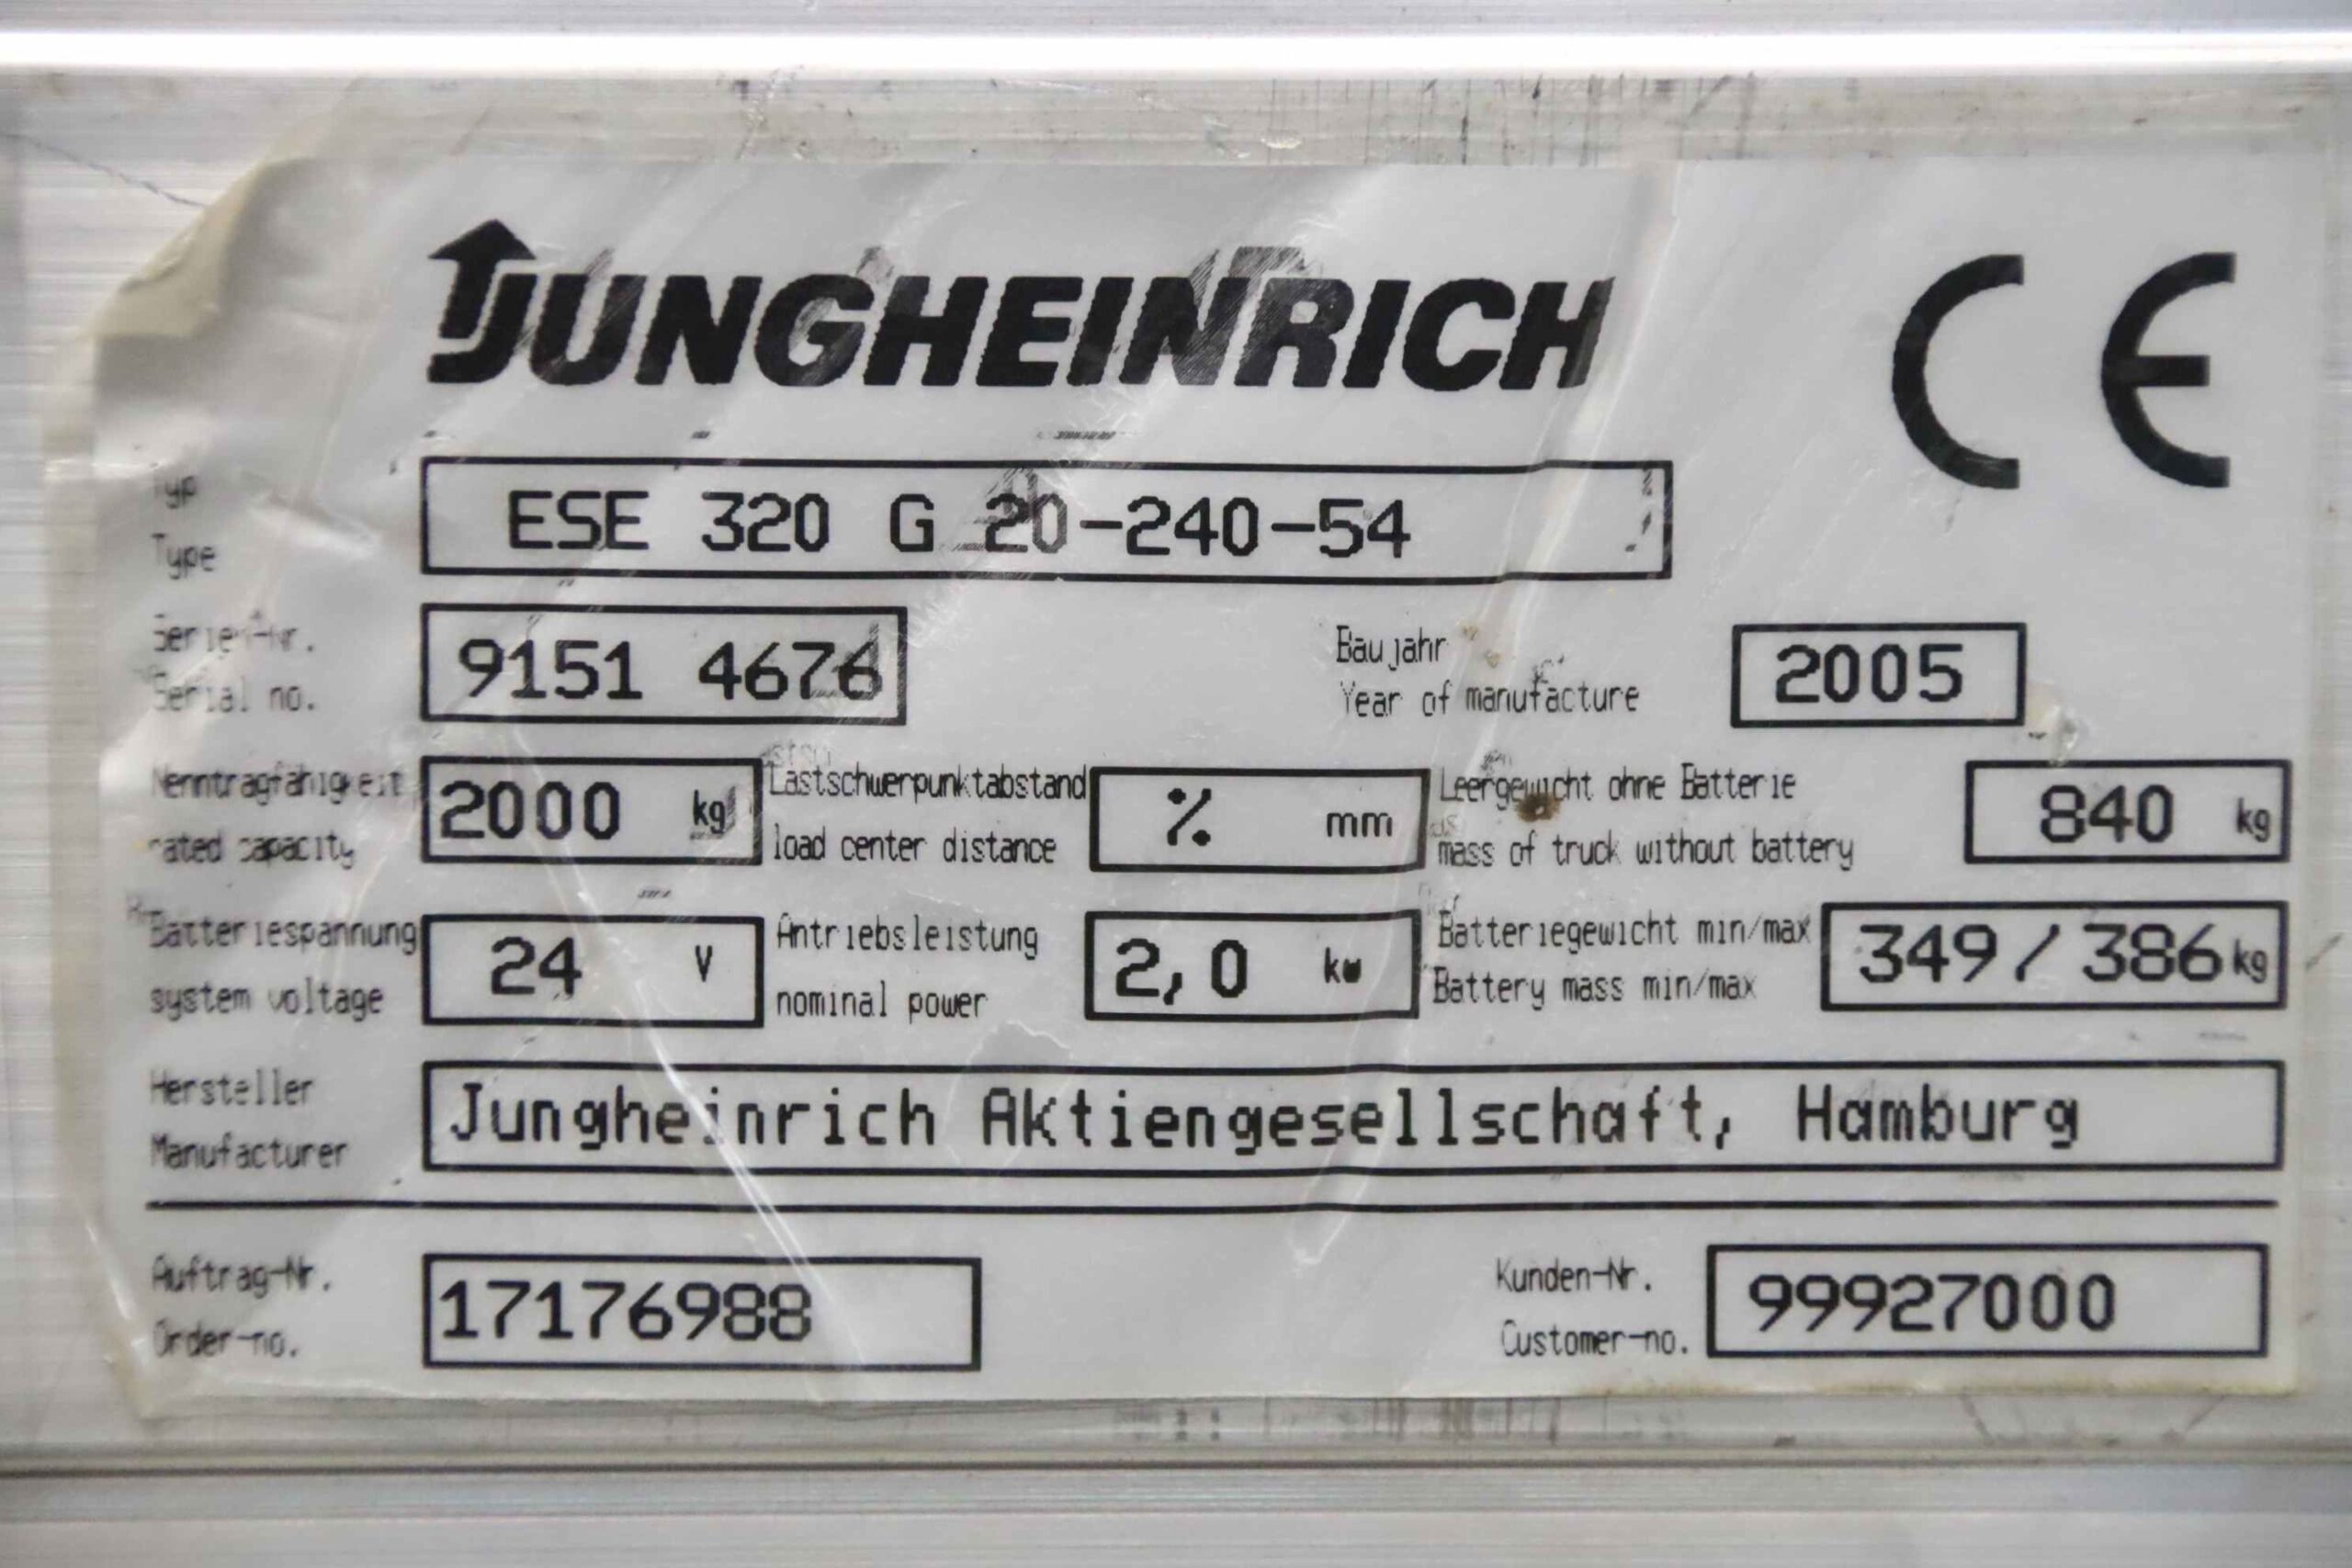 JUNGHEINRICH CE
Typ
Type ESE 320 G 20-240-54
Serien-Nr.
Serial no. 9151 4676
Baujahr
Year of manufacture 2005
Nenntragfähigkeit
rated capacity 2000 kg
Lastschwerpunktabstand
load center distance ⁒ mm
Leergewicht ohne Batterie
mass of truck without battery 840 kg
Batteriespannung
system voltage 24 V
Antriebsleistung
nominal power 2,0 kw
Batteriegewicht min/max
Battery mass min/max 349 / 386 kg
Hersteller
Manufacturer Jungheinrich Aktiengesellschaft, Hamburg
Auftrag-Nr.
Order-no. 17176988
Kunden-Nr.
Customer-no. 99927000